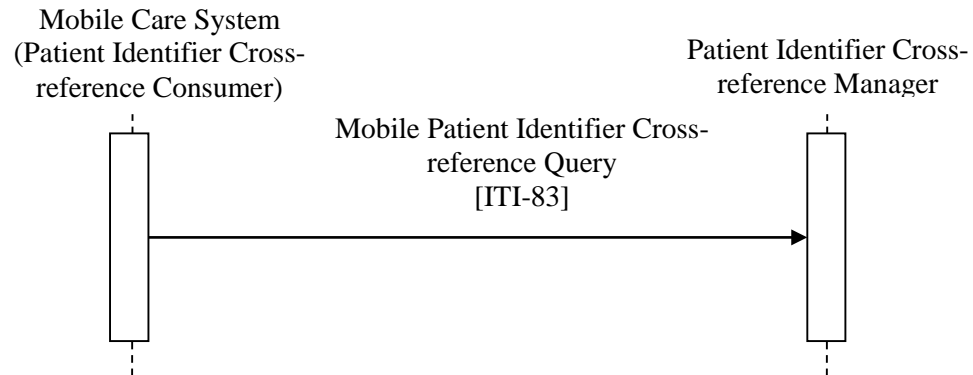 Mobile Care System
(Patient Identifier Cross-
reference Consumer)
Patient Identifier Cross-
reference Manager
Mobile Patient Identifier Cross-
reference Query
[ITI-83]